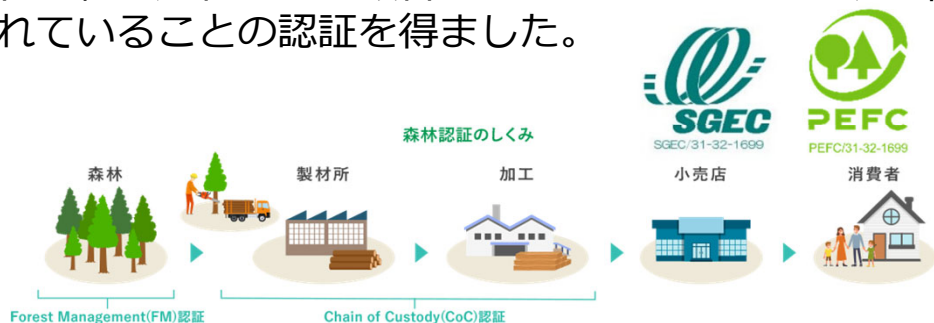 れていることの認証を得ました。
SGEC
SGEC/31-32-1699
PEFC
PEFC/31-32-1699
森林認証のしくみ
森林
製材所
加工
小売店
消費者
Forest Management(FM)認証
Chain of Custody(CoC)認証